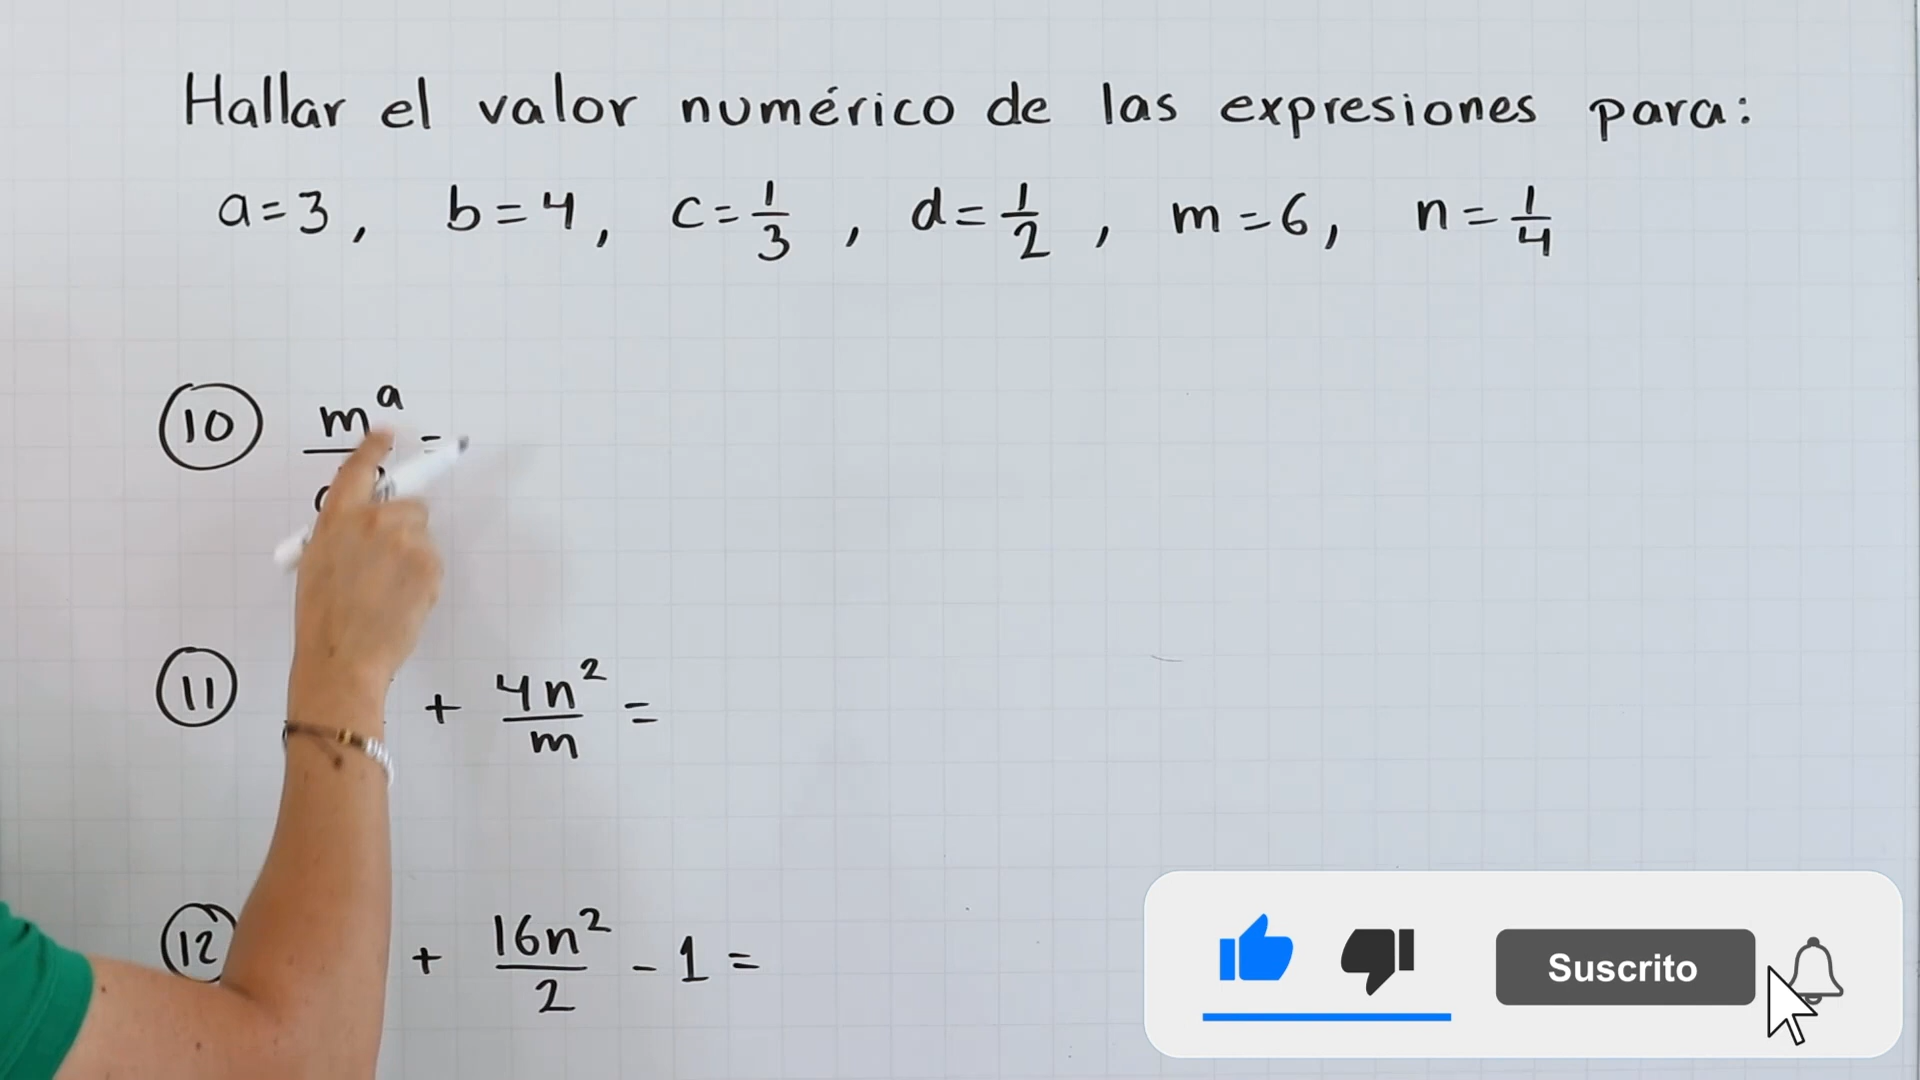 Hallar el valor numérico de las expresiones para:
a=3, b=4, c=1/3, d=1/2, m=6, n=1/4
10 m^a =
11 + 4n^2/m =
12 + 16n^2/2 - 1 =
Suscrito